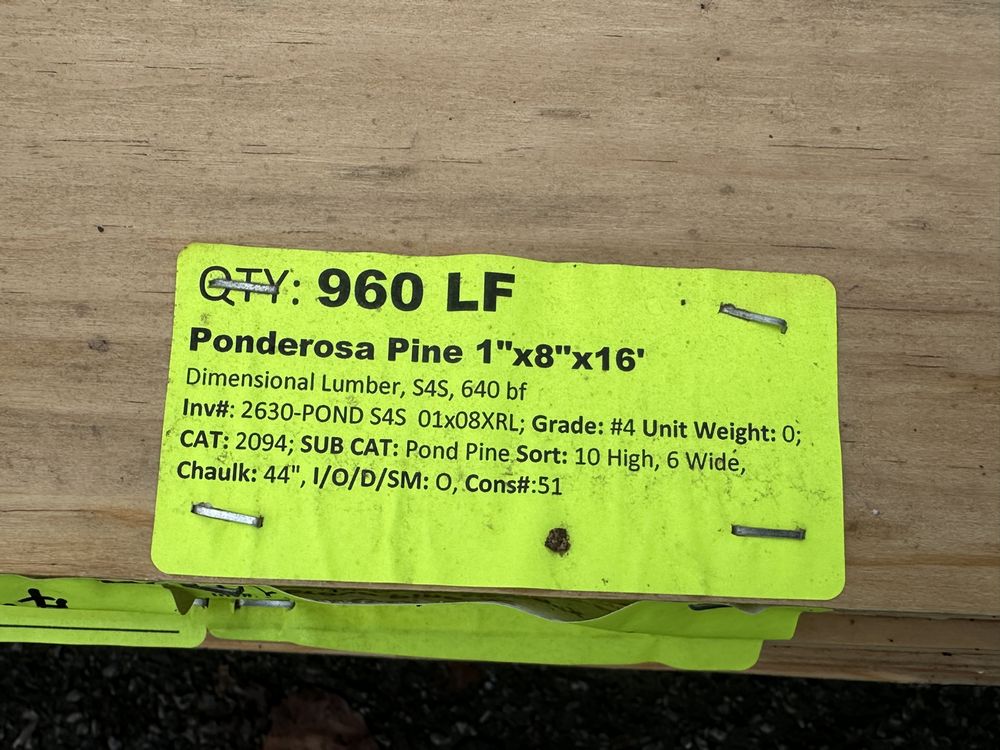 QTY: 960 LF
Ponderosa Pine 1"x8"x16'
Dimensional Lumber, S4S, 640 bf
Inv#: 2630-POND S4S 01x08XRL; Grade: #4 Unit Weight: 0;
CAT: 2094; SUB CAT: Pond Pine Sort: 10 High, 6 Wide,
Chaulk: 44", I/O/D/SM: O, Cons#:51